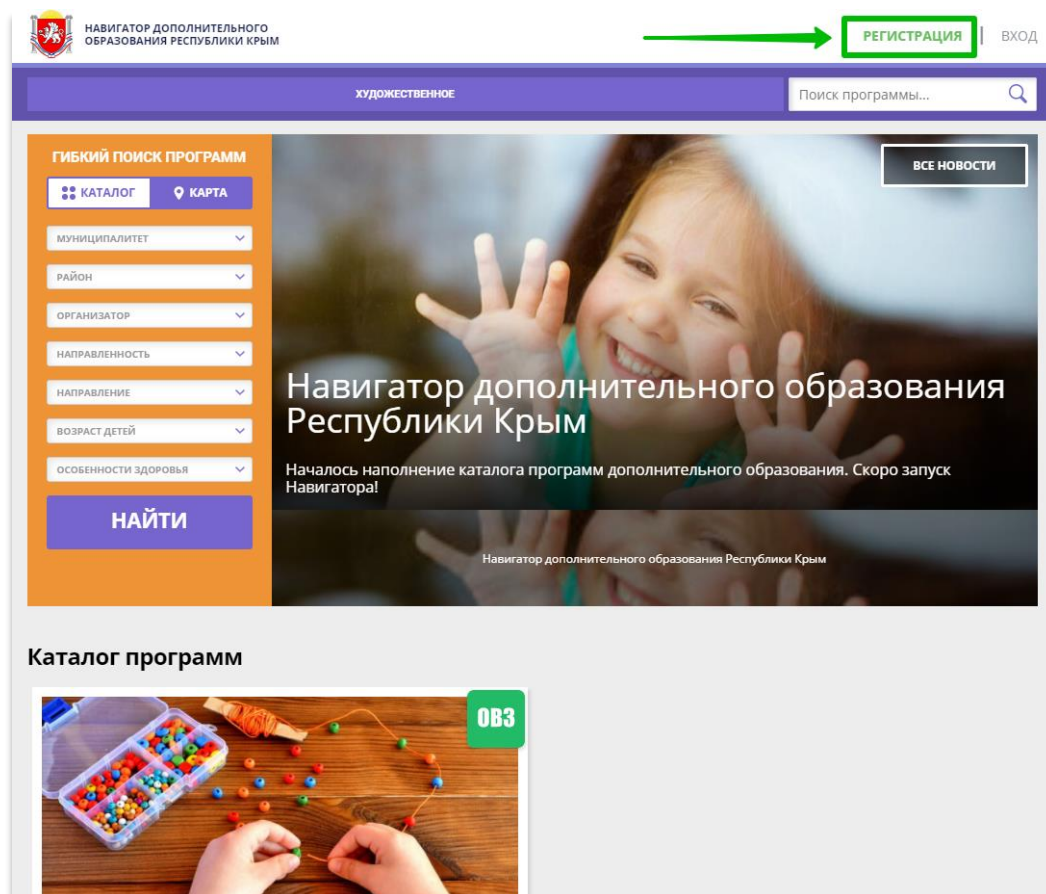 НАВИГАТОР ДОПОЛНИТЕЛЬНОГО
ОБРАЗОВАНИЯ РЕСПУБЛИКИ КРЫМ
РЕГИСТРАЦИЯ
ВХОД
ХУДОЖЕСТВЕННОЕ
Поиск программы...
ГИБКИЙ ПОИСК ПРОГРАММ
КАТАЛОГ
КАРТА
МУНИЦИПАЛИТЕТ
РАЙОН
ОРГАНИЗАТОР
НАПРАВЛЕННОСТЬ
НАПРАВЛЕНИЕ
ВОЗРАСТ ДЕТЕЙ
ОСОБЕННОСТИ ЗДОРОВЬЯ
НАЙТИ
ВСЕ НОВОСТИ
Навигатор дополнительного образования
Республики Крым
Началось наполнение каталога программ дополнительного образования. Скоро запуск
Навигатора!
Навигатор дополнительного образования Республики Крым
Каталог программ
ОВЗ